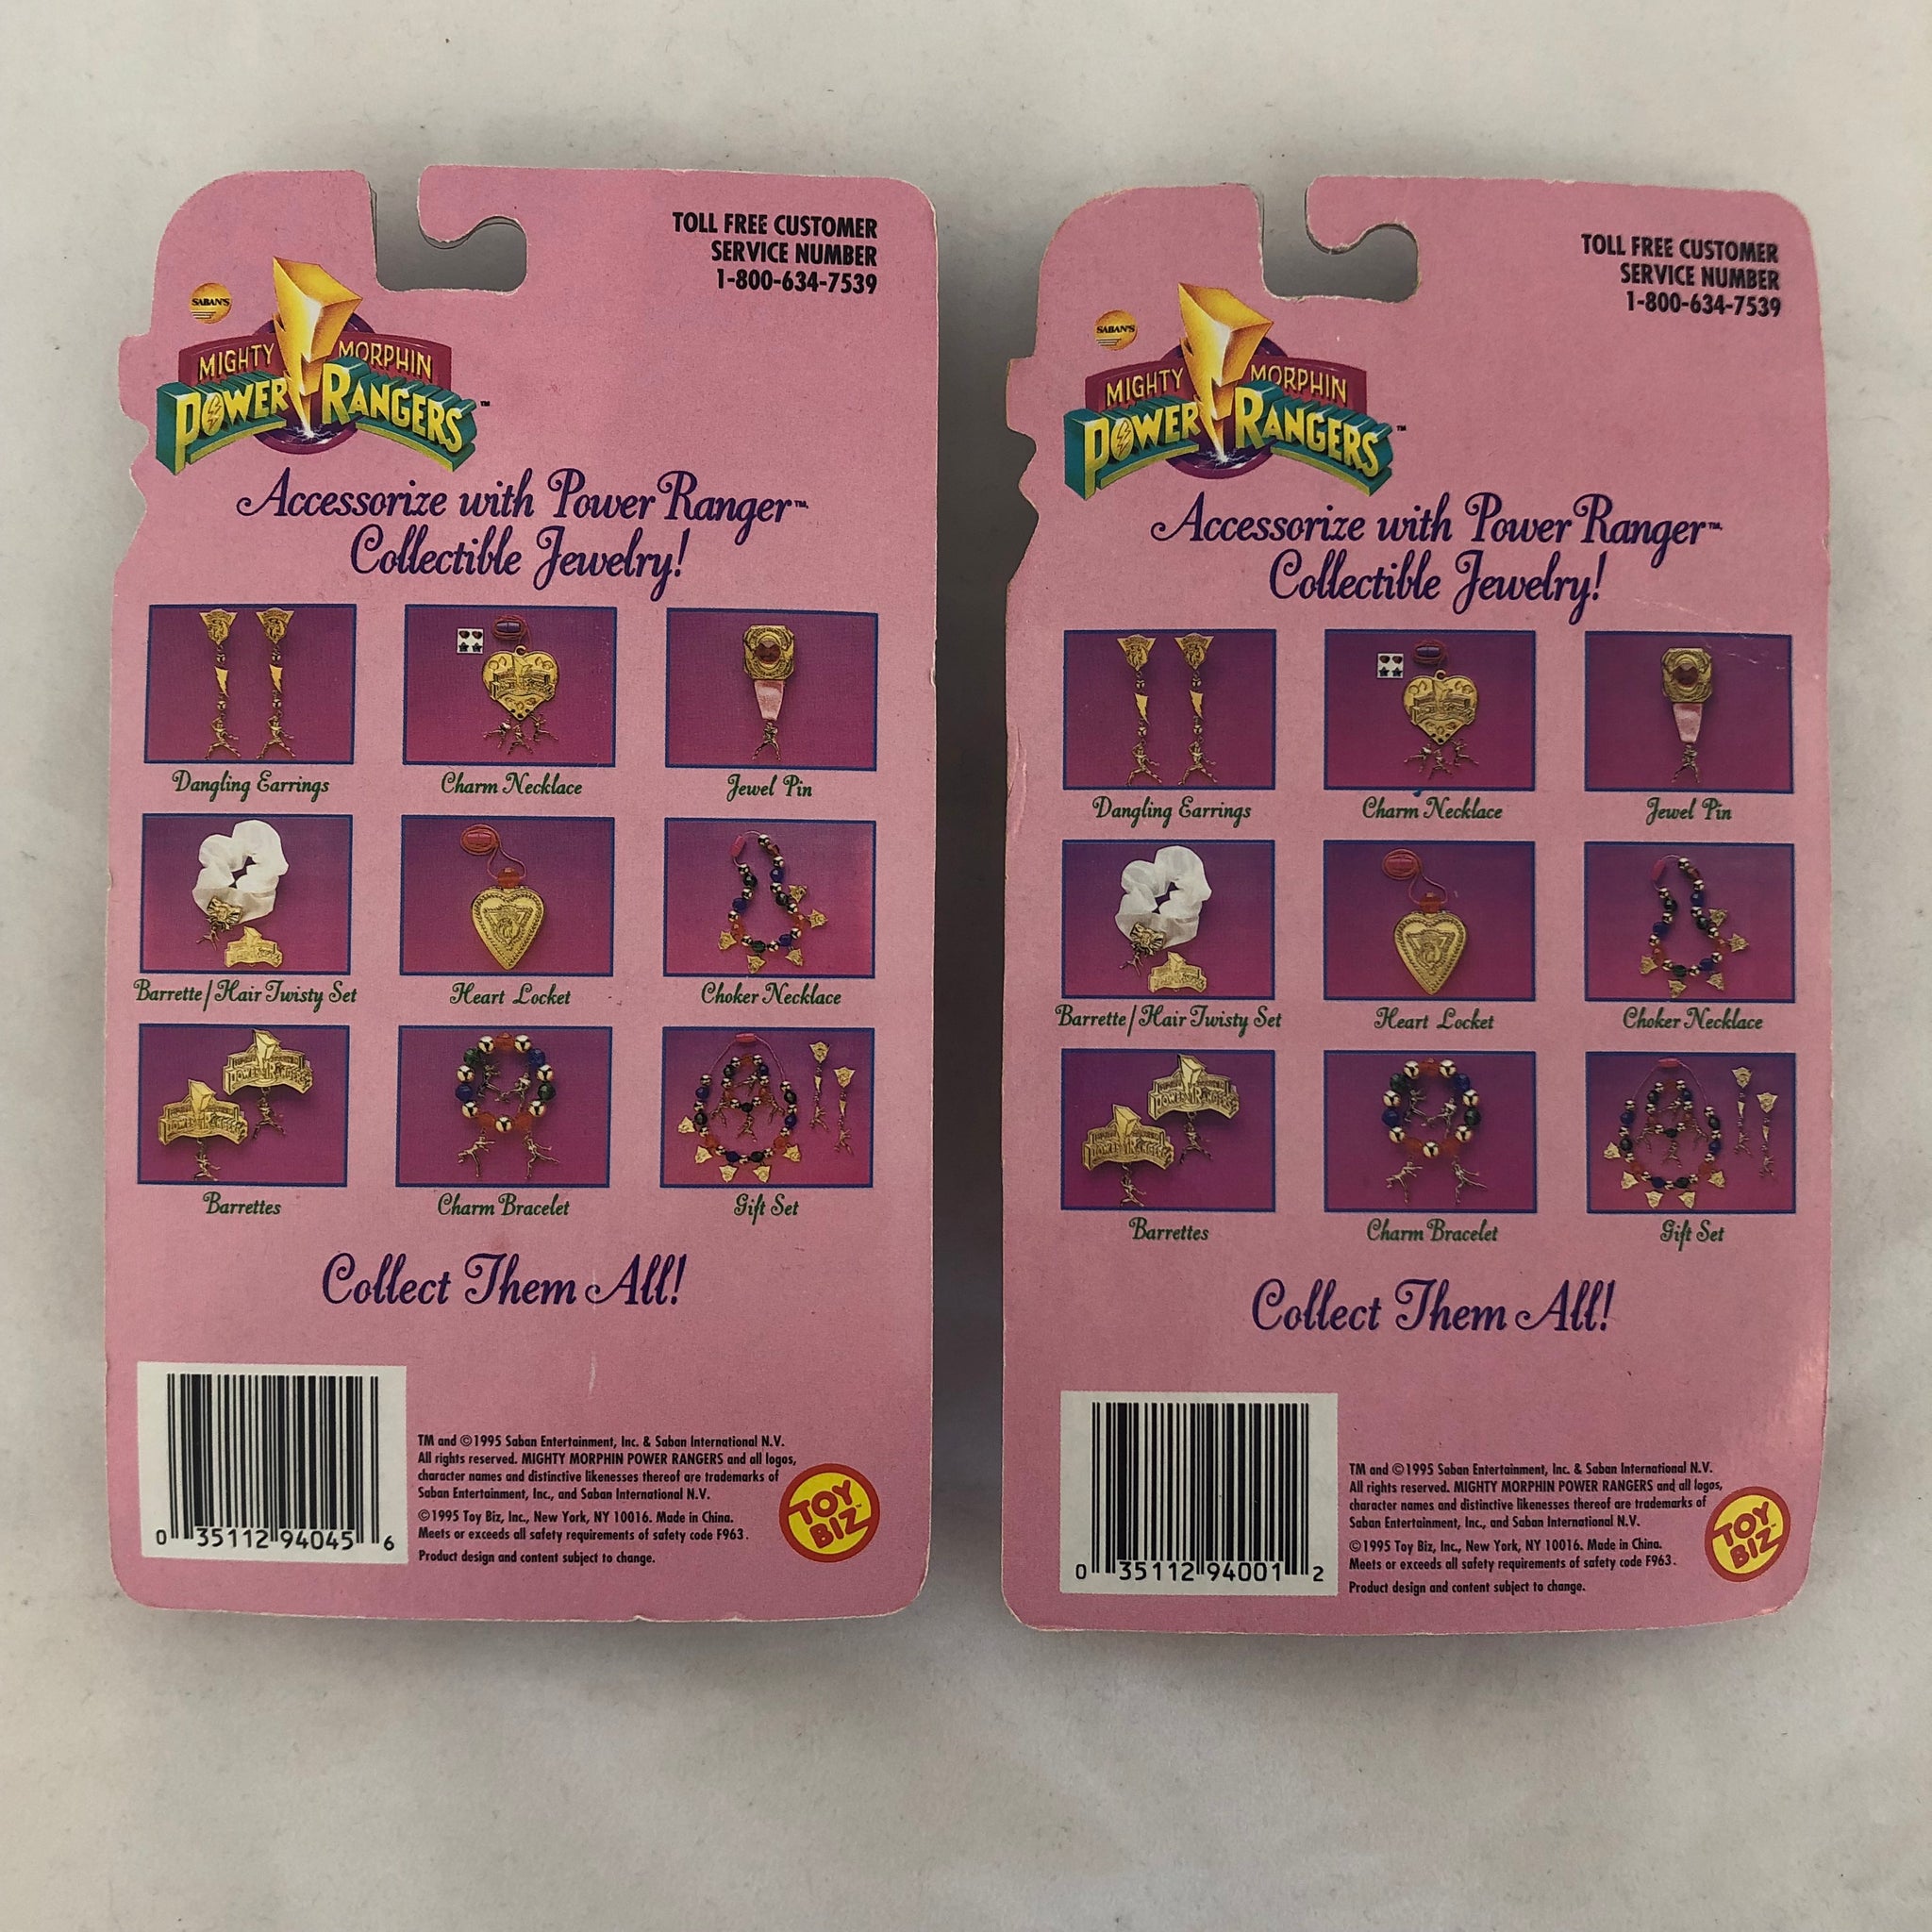 TOLL FREE CUSTOMER
SERVICE NUMBER
1-800-634-7539
SABAN'S
MIGHTY MORPHIN
POWER RANGERS™
Accessorize with Power Ranger™
Collectible Jewelry!
Dangling Earrings
Charm Necklace
Jewel Pin
Barrette/Hair Twisty Set
Heart Locket
Choker Necklace
Barrettes
Charm Bracelet
Gift Set
Collect Them All!
TM and ©1995 Saban Entertainment, Inc. & Saban International N.V.
All rights reserved. MIGHTY MORPHIN POWER RANGERS and all logos,
character names and distinctive likenesses thereof are trademarks of
Saban Entertainment, Inc., and Saban International N.V.
©1995 Toy Biz, Inc., New York, NY 10016. Made in China.
Meets or exceeds all safety requirements of safety code F963.
Product design and content subject to change.
TOY
BIZ™
0 35112 94045 6
TOLL FREE CUSTOMER
SERVICE NUMBER
1-800-634-7539
SABAN'S
MIGHTY MORPHIN
POWER RANGERS™
Accessorize with Power Ranger™
Collectible Jewelry!
Dangling Earrings
Charm Necklace
Jewel Pin
Barrette/Hair Twisty Set
Heart Locket
Choker Necklace
Barrettes
Charm Bracelet
Gift Set
Collect Them All!
TM and ©1995 Saban Entertainment, Inc. & Saban International N.V.
All rights reserved. MIGHTY MORPHIN POWER RANGERS and all logos,
character names and distinctive likenesses thereof are trademarks of
Saban Entertainment, Inc., and Saban International N.V.
©1995 Toy Biz, Inc., New York, NY 10016. Made in China.
Meets or exceeds all safety requirements of safety code F963.
Product design and content subject to change.
TOY
BIZ™
0 35112 94001 2